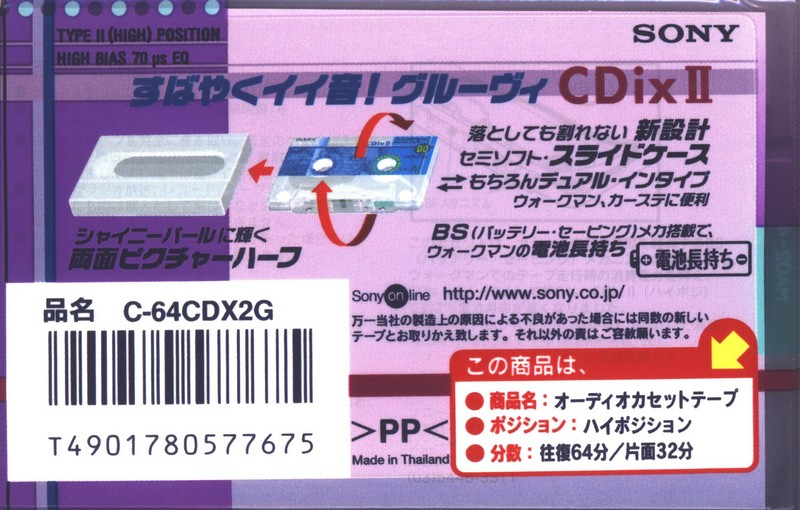 TYPE II (HIGH) POSITION
HIGH BIAS 70 µs EQ
SONY
すばやくイイ音！グルーヴィ CDixⅡ
落としても割れない 新設計
セミソフト・スライドケース
⇄もちろんデュアル・インタイプ
ウォークマン、カーステに便利
シャイニーパールに輝く
両面ピクチャーハーフ
BS（バッテリー・セービング）メカ搭載で、
ウォークマンの電池長持ち
⊕電池長持ち⊖
品名 C-64CDX2G
T4901780577675
Sony online http://www.sony.co.jp/
万一当社の製造上の原因による不良があった場合には同数の新しい
テープとお取りかえ致します。それ以外の責はご容赦願います。
>PP<
Made in Thailand
この商品は、
●商品名：オーディオカセットテープ
●ポジション：ハイポジション
●分数：往復64分／片面32分